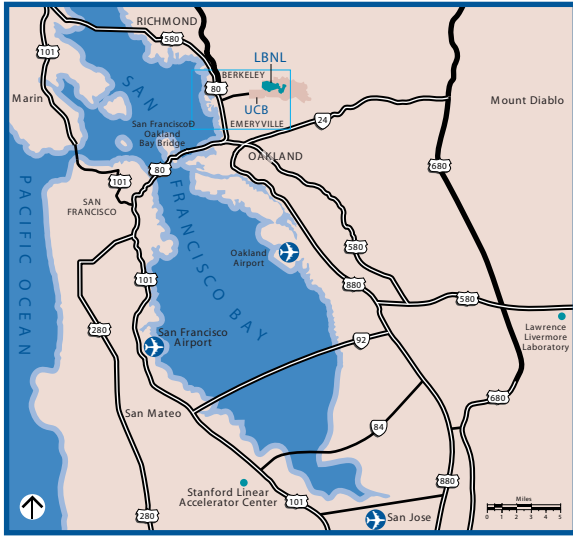 RICHMOND
580
101
LBNL
BERKELEY
80
Marin
SAN FRANCISCO BAY
UCB
Mount Diablo
San FranciscoÐ
Oakland
Bay Bridge
EMERYVILLE
24
OAKLAND
680
80
101
SAN
FRANCISCO
PACIFIC OCEAN
Oakland
Airport
580
101
880
580
280
San Francisco
Airport
92
Lawrence
Livermore
Laboratory
680
San Mateo
84
880
Stanford Linear
Accelerator Center
101
280
San Jose
Miles
0 1 2 3 4 5